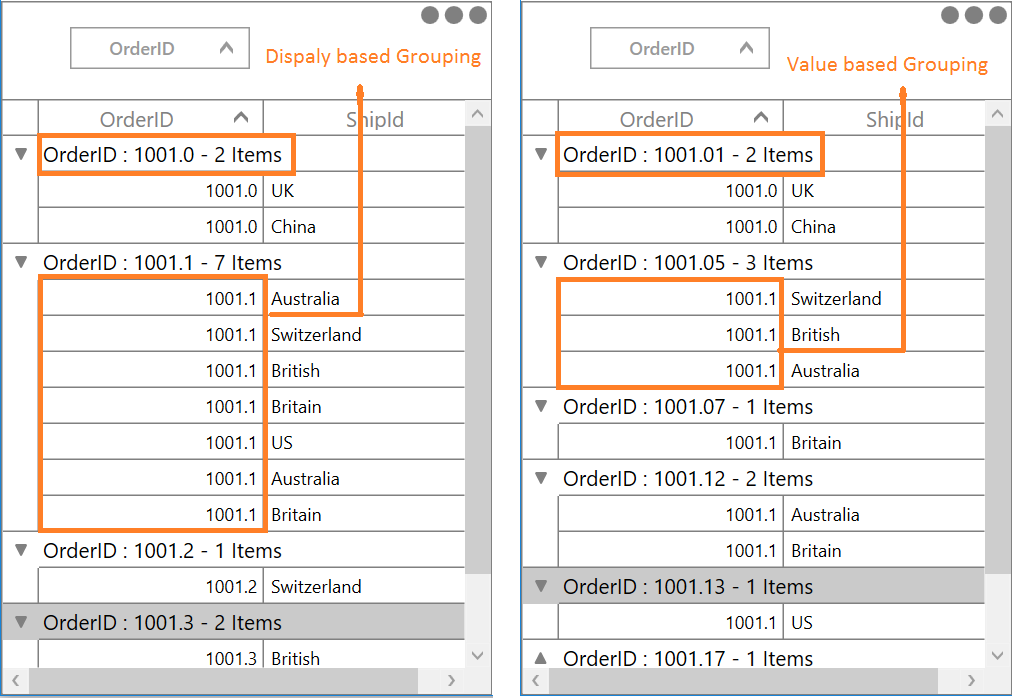 OrderID
Dispaly based Grouping
OrderID ShipId
OrderID : 1001.0 - 2 Items
1001.0 UK
1001.0 China
OrderID : 1001.1 - 7 Items
1001.1 Australia
1001.1 Switzerland
1001.1 British
1001.1 Britain
1001.1 US
1001.1 Australia
1001.1 Britain
OrderID : 1001.2 - 1 Items
1001.2 Switzerland
OrderID : 1001.3 - 2 Items
1001.3 British
OrderID
Value based Grouping
OrderID ShipId
OrderID : 1001.01 - 2 Items
1001.0 UK
1001.0 China
OrderID : 1001.05 - 3 Items
1001.1 Switzerland
1001.1 British
1001.1 Australia
OrderID : 1001.07 - 1 Items
1001.1 Britain
OrderID : 1001.12 - 2 Items
1001.1 Australia
1001.1 Britain
OrderID : 1001.13 - 1 Items
1001.1 US
OrderID : 1001.17 - 1 Items